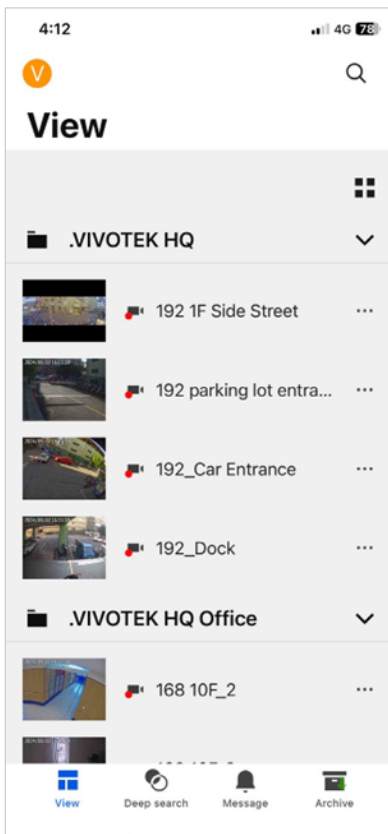 4:12
4G 78
V
View
.VIVOTEK HQ
192 1F Side Street
192 parking lot entra...
192_Car Entrance
192_Dock
.VIVOTEK HQ Office
168 10F_2
View Deep search Message Archive